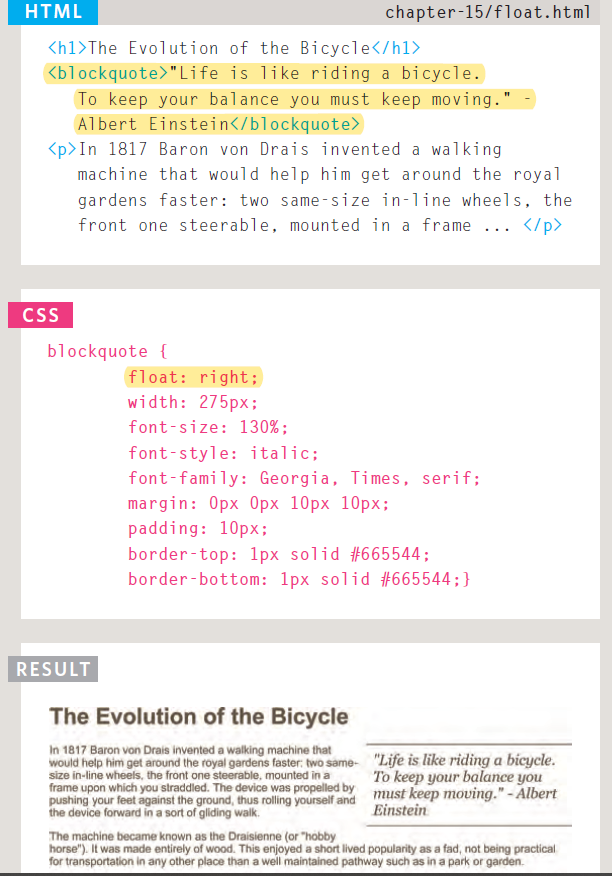 HTML
chapter-15/float.html
<h1>The Evolution of the Bicycle</h1>
<blockquote>"Life is like riding a bicycle.
To keep your balance you must keep moving." -
Albert Einstein</blockquote>
<p>In 1817 Baron von Drais invented a walking
machine that would help him get around the royal
gardens faster: two same-size in-line wheels, the
front one steerable, mounted in a frame ... </p>
CSS
blockquote {
float: right;
width: 275px;
font-size: 130%;
font-style: italic;
font-family: Georgia, Times, serif;
margin: 0px 0px 10px 10px;
padding: 10px;
border-top: 1px solid #665544;
border-bottom: 1px solid #665544;}
RESULT
The Evolution of the Bicycle
In 1817 Baron von Drais invented a walking machine that
would help him get around the royal gardens faster: two same-
size in-line wheels, the front one steerable, mounted in a
frame upon which you straddled. The device was propelled by
pushing your feet against the ground, thus rolling yourself and
the device forward in a sort of gliding walk.
"Life is like riding a bicycle.
To keep your balance you
must keep moving." - Albert
Einstein
The machine became known as the Draisienne (or "hobby
horse"). It was made entirely of wood. This enjoyed a short lived popularity as a fad, not being practical
for transportation in any other place than a well maintained pathway such as in a park or garden.